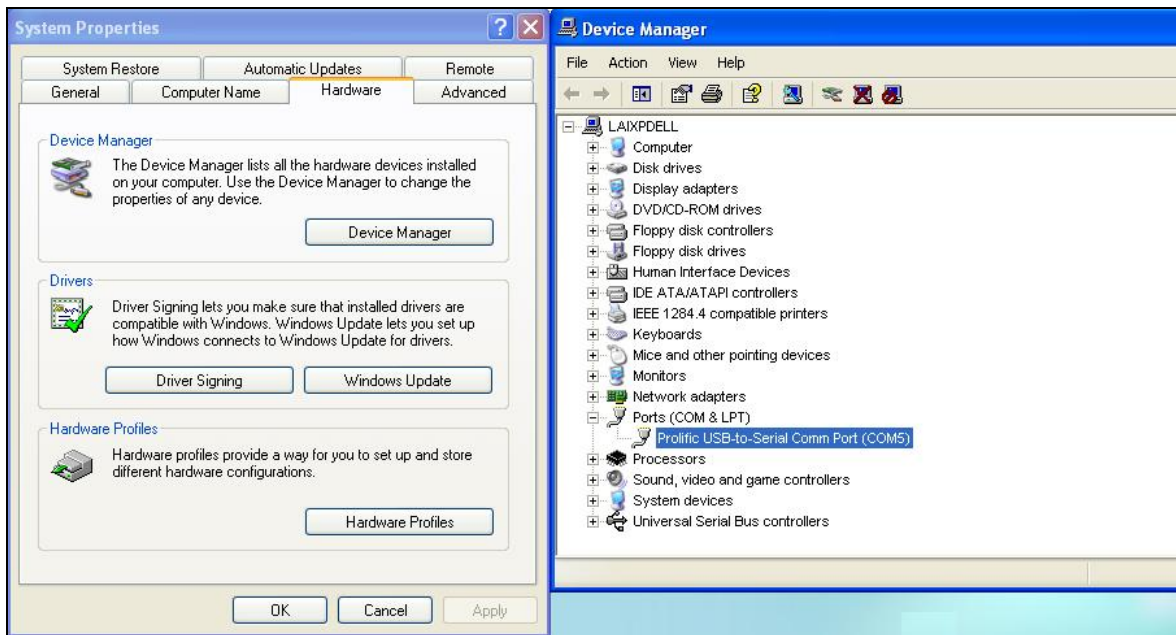 System Properties
System Restore
Automatic Updates
Remote
General
Computer Name
Hardware
Advanced
Device Manager
The Device Manager lists all the hardware devices installed
on your computer. Use the Device Manager to change the
properties of any device.
Device Manager
Drivers
Driver Signing lets you make sure that installed drivers are
compatible with Windows. Windows Update lets you set up
how Windows connects to Windows Update for drivers.
Driver Signing
Windows Update
Hardware Profiles
Hardware profiles provide a way for you to set up and store
different hardware configurations.
Hardware Profiles
OK
Cancel
Apply
Device Manager
File Action View Help
LAIXPDELL
Computer
Disk drives
Display adapters
DVD/CD-ROM drives
Floppy disk controllers
Floppy disk drives
Human Interface Devices
IDE ATA/ATAPI controllers
IEEE 1284.4 compatible printers
Keyboards
Mice and other pointing devices
Monitors
Network adapters
Ports (COM & LPT)
Prolific USB-to-Serial Comm Port (COM5)
Processors
Sound, video and game controllers
System devices
Universal Serial Bus controllers